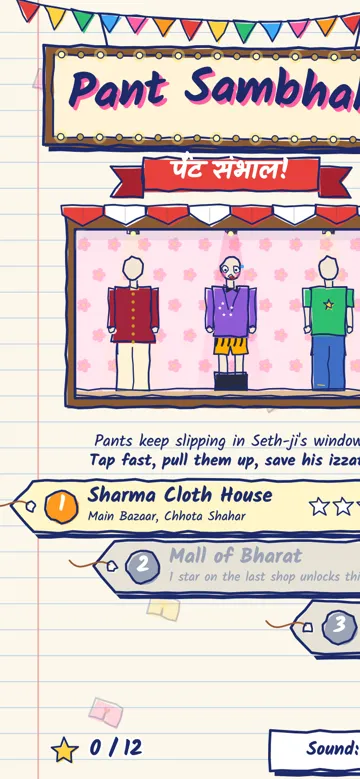 Pant Sambhal
पैंट संभाल!
Pants keep slipping in Seth-ji's window
Tap fast, pull them up, save his izzat
1 Sharma Cloth House
Main Bazaar, Chhota Shahar
2 Mall of Bharat
1 star on the last shop unlocks thi
3
0 / 12
Sound: